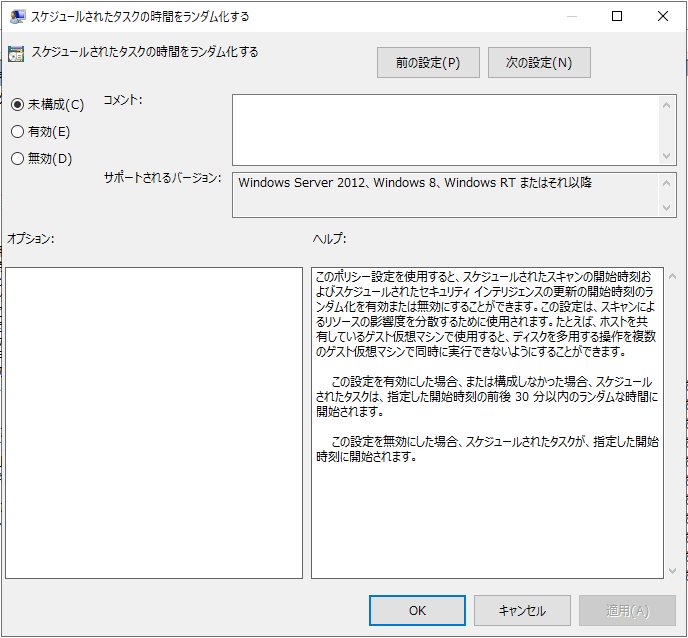 スケジュールされたタスクの時間をランダム化する
スケジュールされたタスクの時間をランダム化する
前の設定(P)
次の設定(N)
未構成(C)
有効(E)
無効(D)
コメント:
サポートされるバージョン:
Windows Server 2012、Windows 8、Windows RT またはそれ以降
オプション:
ヘルプ:
このポリシー設定を使用すると、スケジュールされたスキャンの開始時刻お
よびスケジュールされたセキュリティ インテリジェンスの更新の開始時刻のラ
ンダム化を有効または無効にすることができます。この設定は、スキャンによ
るリソースの影響度を分散するために使用されます。たとえば、ホストを共
有しているゲスト仮想マシンで使用すると、ディスクを多用する操作を複数
のゲスト仮想マシンで同時に実行できないようにすることができます。
この設定を有効にした場合、または構成しなかった場合、スケジュール
されたタスクは、指定した開始時刻の前後 30 分以内のランダムな時間に
開始されます。
この設定を無効にした場合、スケジュールされたタスクが、指定した開始
時刻に開始されます。
OK
キャンセル
適用(A)